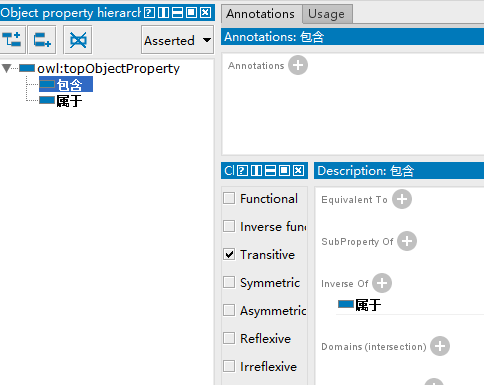 Object property hierarch
Asserted
owl:topObjectProperty
包含
属于
Annotations
Usage
Annotations: 包含
Annotations
Functional
Inverse func
Transitive
Symmetric
Asymmetric
Reflexive
Irreflexive
Description: 包含
Equivalent To
SubProperty Of
Inverse Of
属于
Domains (intersection)